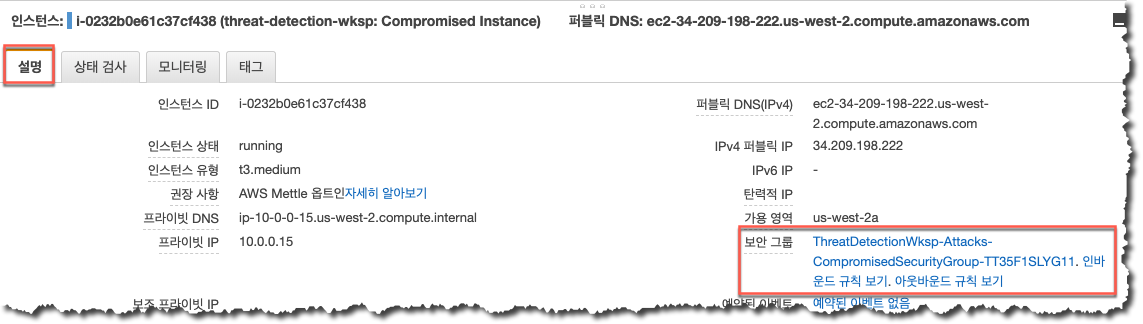 인스턴스: i-0232b0e61c37cf438 (threat-detection-wksp: Compromised Instance) 퍼블릭 DNS: ec2-34-209-198-222.us-west-2.compute.amazonaws.com
설명 상태 검사 모니터링 태그
인스턴스 ID i-0232b0e61c37cf438
인스턴스 상태 running
인스턴스 유형 t3.medium
권장 사항 AWS Mettle 옵트인자세히 알아보기
프라이빗 DNS ip-10-0-0-15.us-west-2.compute.internal
프라이빗 IP 10.0.0.15
보조 프라이빗 IP
퍼블릭 DNS(IPv4) ec2-34-209-198-222.us-west-
2.compute.amazonaws.com
IPv4 퍼블릭 IP 34.209.198.222
IPv6 IP -
탄력적 IP
가용 영역 us-west-2a
보안 그룹 ThreatDetectionWksp-Attacks-
CompromisedSecurityGroup-TT35F1SLYG11. 인바
운드 규칙 보기. 아웃바운드 규칙 보기
예약된 이벤트 예약된 이벤트 없음